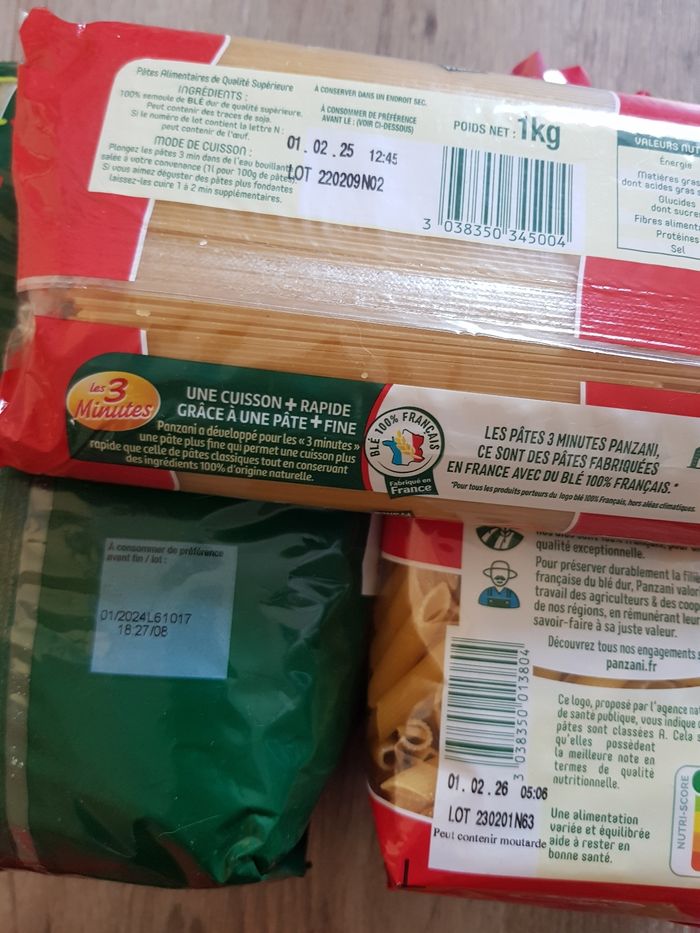 Pâtes Alimentaires de Qualité Supérieure
INGRÉDIENTS :
100% semoule de BLÉ dur de qualité supérieure.
Peut contenir des traces de soja.
Si le numéro de lot contient la lettre N :
peut contenir de l'œuf.
MODE DE CUISSON :
Plongez les pâtes 3 min dans de l'eau bouillante
salée à votre convenance (1l pour 100g de pâtes).
Si vous aimez déguster des pâtes plus fondantes
laissez-les cuire 1 à 2 min supplémentaires.
À CONSERVER DANS UN ENDROIT SEC.
À CONSOMMER DE PRÉFÉRENCE
AVANT LE : (VOIR CI-DESSOUS)
01.02.25 12:45
LOT 220209N02
POIDS NET : 1kg
3 038350 345004
VALEURS NUT
Énergie
Matières gras
dont acides gras s
Glucides
dont sucre
Fibres aliment
Protéines
Sel
les 3
Minutes
UNE CUISSON + RAPIDE
GRÂCE À UNE PÂTE + FINE
Panzani a développé pour les « 3 minutes »
une pâte plus fine qui permet une cuisson plus
rapide que celle de pâtes classiques tout en conservant
des ingrédients 100% d'origine naturelle.
BLÉ 100% FRANÇAIS
Fabriqué en
France
LES PÂTES 3 MINUTES PANZANI,
CE SONT DES PÂTES FABRIQUÉES
EN FRANCE AVEC DU BLÉ 100% FRANÇAIS.*
*Pour tous les produits porteurs du logo blé 100% Français, hors aléas climatiques.
À consommer de préférence
avant fin / lot :
01/2024L61017
18:27/08
qualité exceptionnelle.
Pour préserver durablement la fili
française du blé dur, Panzani valori
travail des agriculteurs & des coop
de nos régions, en rémunérant leur
savoir-faire à sa juste valeur.
Découvrez tous nos engagements s
panzani.fr
3 038350 013804
Ce logo, proposé par l'agence nat
de santé publique, vous indique q
pâtes sont classées A. Cela s
qu'elles possèdent
la meilleure note en
termes de qualité
nutritionnelle.
01.02.26 05:06
LOT 230201N63
Peut contenir moutarde
Une alimentation
variée et équilibrée
aide à rester en
bonne santé.
NUTRI-SCORE